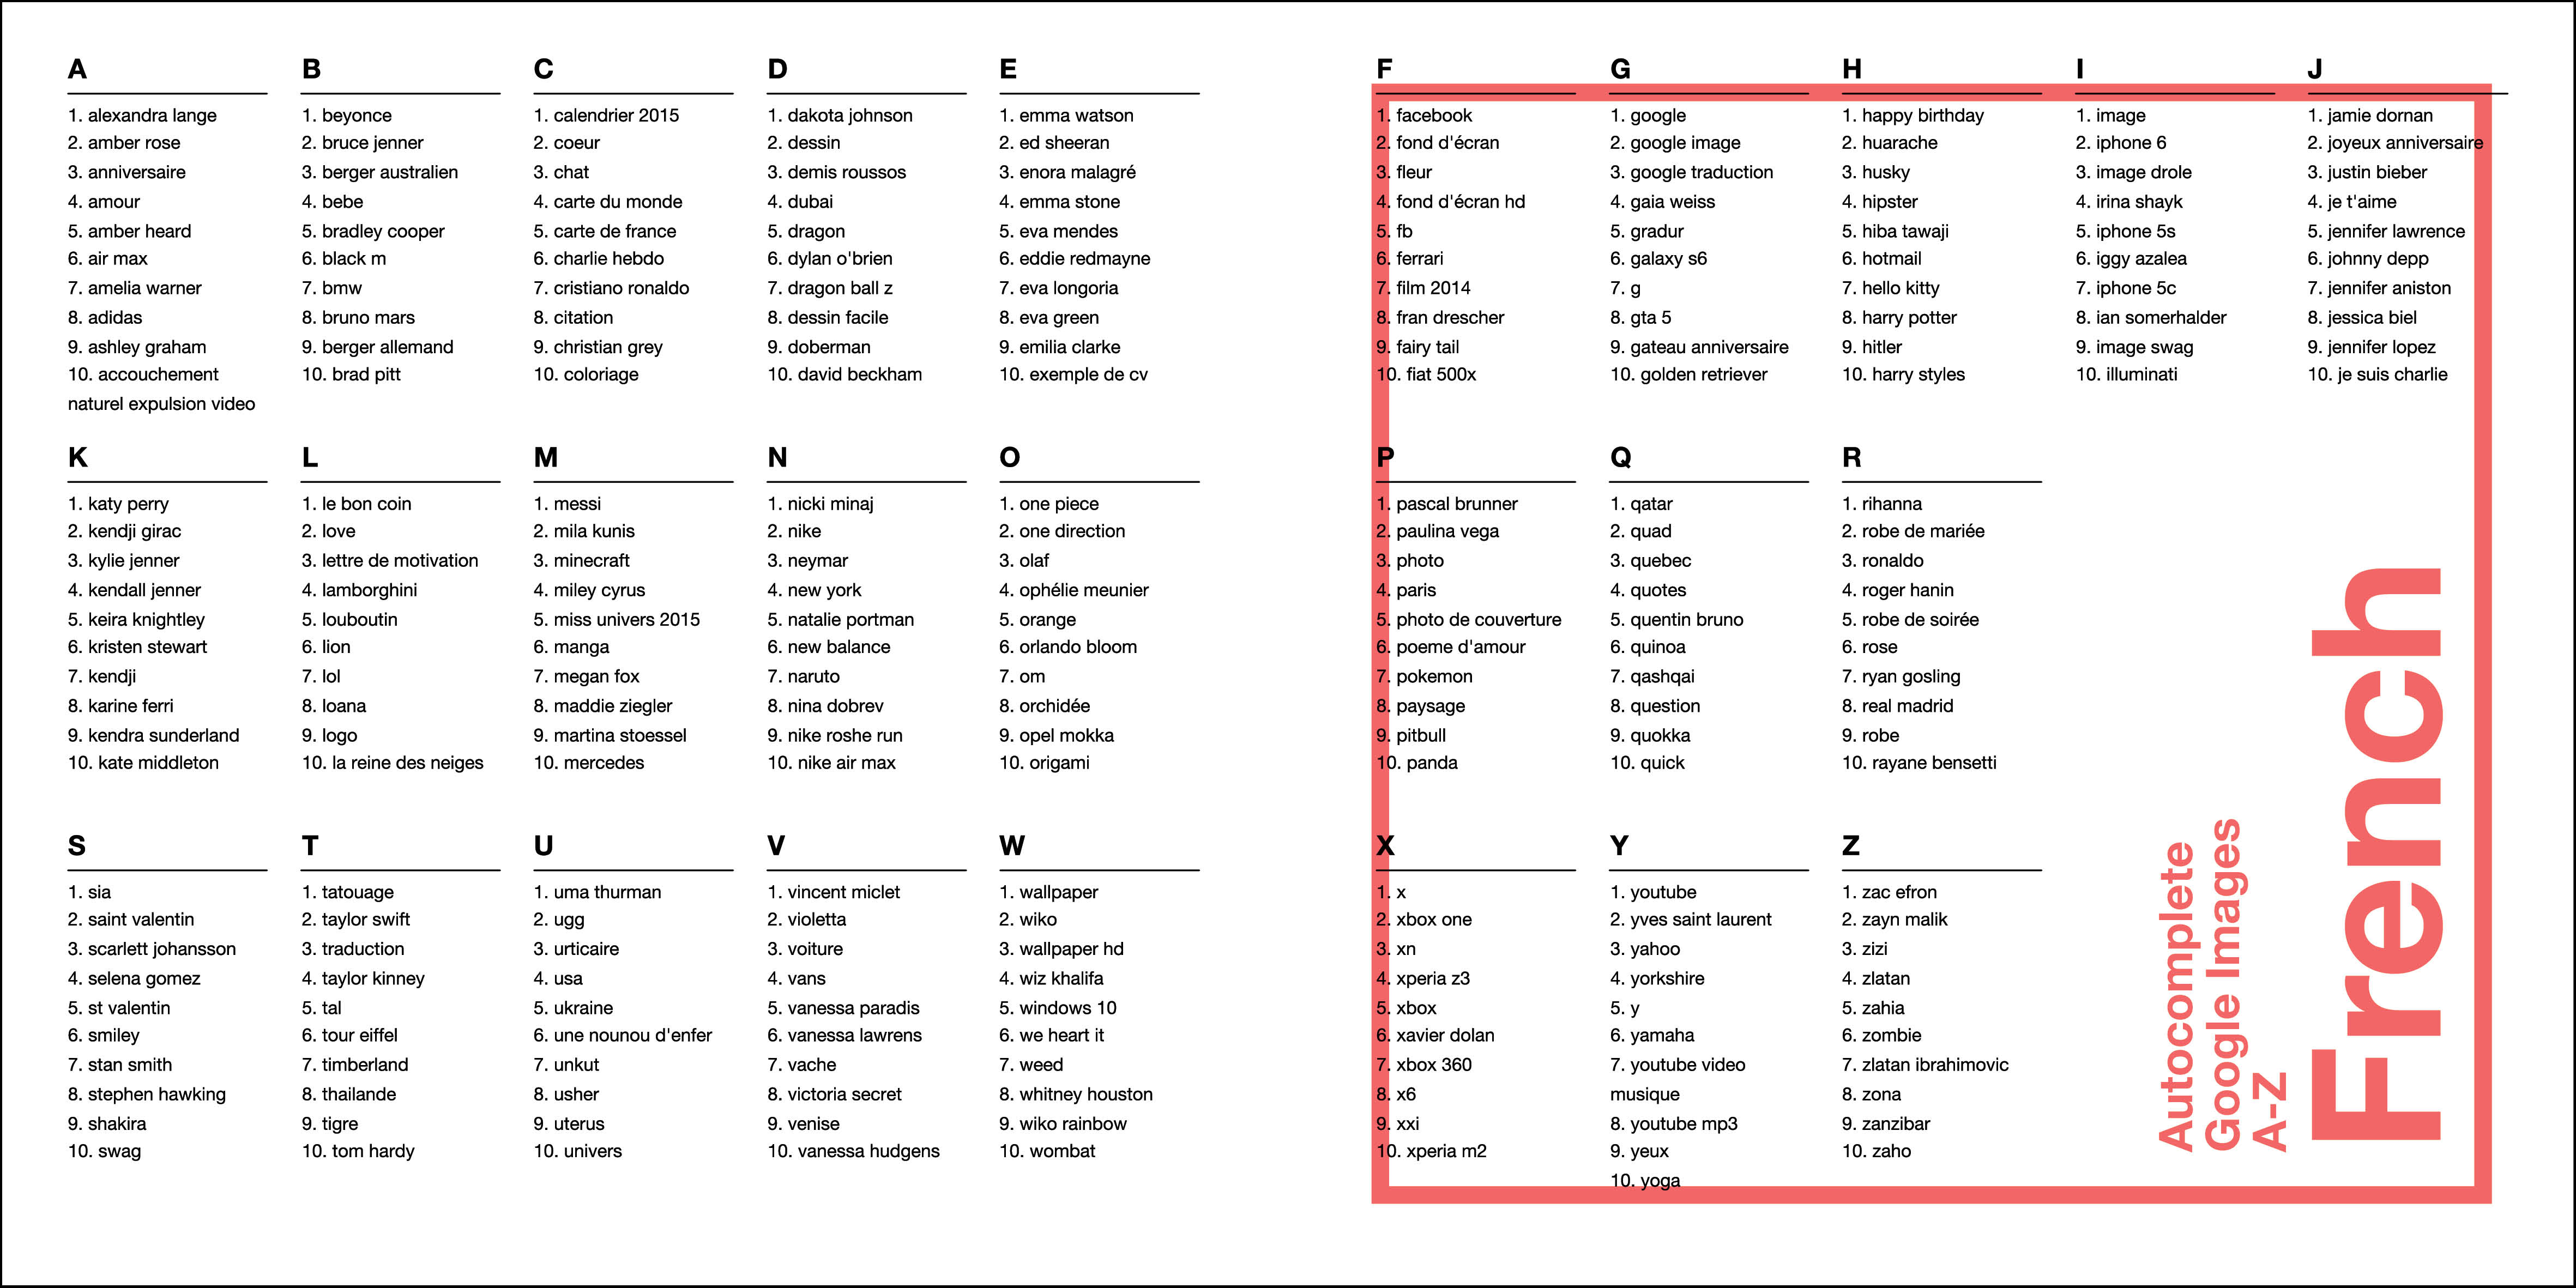 A
1. alexandra lange
2. amber rose
3. anniversaire
4. amour
5. amber heard
6. air max
7. amelia warner
8. adidas
9. ashley graham
10. accouchement
naturel expulsion video
B
1. beyonce
2. bruce jenner
3. berger australien
4. bebe
5. bradley cooper
6. black m
7. bmw
8. bruno mars
9. berger allemand
10. brad pitt
C
1. calendrier 2015
2. coeur
3. chat
4. carte du monde
5. carte de france
6. charlie hebdo
7. cristiano ronaldo
8. citation
9. christian grey
10. coloriage
D
1. dakota johnson
2. dessin
3. demis roussos
4. dubai
5. dragon
6. dylan o'brien
7. dragon ball z
8. dessin facile
9. doberman
10. david beckham
E
1. emma watson
2. ed sheeran
3. enora malagré
4. emma stone
5. eva mendes
6. eddie redmayne
7. eva longoria
8. eva green
9. emilia clarke
10. exemple de cv
F
1. facebook
2. fond d'écran
3. fleur
4. fond d'écran hd
5. fb
6. ferrari
7. film 2014
8. fran drescher
9. fairy tail
10. fiat 500x
G
1. google
2. google image
3. google traduction
4. gaia weiss
5. gradur
6. galaxy s6
7. g
8. gta 5
9. gateau anniversaire
10. golden retriever
H
1. happy birthday
2. huarache
3. husky
4. hipster
5. hiba tawaji
6. hotmail
7. hello kitty
8. harry potter
9. hitler
10. harry styles
I
1. image
2. iphone 6
3. image drole
4. irina shayk
5. iphone 5s
6. iggy azalea
7. iphone 5c
8. ian somerhalder
9. image swag
10. illuminati
J
1. jamie dornan
2. joyeux anniversaire
3. justin bieber
4. je t'aime
5. jennifer lawrence
6. johnny depp
7. jennifer aniston
8. jessica biel
9. jennifer lopez
10. je suis charlie
K
1. katy perry
2. kendji girac
3. kylie jenner
4. kendall jenner
5. keira knightley
6. kristen stewart
7. kendji
8. karine ferri
9. kendra sunderland
10. kate middleton
L
1. le bon coin
2. love
3. lettre de motivation
4. lamborghini
5. louboutin
6. lion
7. lol
8. loana
9. logo
10. la reine des neiges
M
1. messi
2. mila kunis
3. minecraft
4. miley cyrus
5. miss univers 2015
6. manga
7. megan fox
8. maddie ziegler
9. martina stoessel
10. mercedes
N
1. nicki minaj
2. nike
3. neymar
4. new york
5. natalie portman
6. new balance
7. naruto
8. nina dobrev
9. nike roshe run
10. nike air max
O
1. one piece
2. one direction
3. olaf
4. ophélie meunier
5. orange
6. orlando bloom
7. om
8. orchidée
9. opel mokka
10. origami
P
1. pascal brunner
2. paulina vega
3. photo
4. paris
5. photo de couverture
6. poeme d'amour
7. pokemon
8. paysage
9. pitbull
10. panda
Q
1. qatar
2. quad
3. quebec
4. quotes
5. quentin bruno
6. quinoa
7. qashqai
8. question
9. quokka
10. quick
R
1. rihanna
2. robe de mariée
3. ronaldo
4. roger hanin
5. robe de soirée
6. rose
7. ryan gosling
8. real madrid
9. robe
10. rayane bensetti
S
1. sia
2. saint valentin
3. scarlett johansson
4. selena gomez
5. st valentin
6. smiley
7. stan smith
8. stephen hawking
9. shakira
10. swag
T
1. tatouage
2. taylor swift
3. traduction
4. taylor kinney
5. tal
6. tour eiffel
7. timberland
8. thailande
9. tigre
10. tom hardy
U
1. uma thurman
2. ugg
3. urticaire
4. usa
5. ukraine
6. une nounou d'enfer
7. unkut
8. usher
9. uterus
10. univers
V
1. vincent miclet
2. violetta
3. voiture
4. vans
5. vanessa paradis
6. vanessa lawrens
7. vache
8. victoria secret
9. venise
10. vanessa hudgens
W
1. wallpaper
2. wiko
3. wallpaper hd
4. wiz khalifa
5. windows 10
6. we heart it
7. weed
8. whitney houston
9. wiko rainbow
10. wombat
X
1. x
2. xbox one
3. xn
4. xperia z3
5. xbox
6. xavier dolan
7. xbox 360
8. x6
9. xxi
10. xperia m2
Y
1. youtube
2. yves saint laurent
3. yahoo
4. yorkshire
5. y
6. yamaha
7. youtube video
musique
8. youtube mp3
9. yeux
10. yoga
Z
1. zac efron
2. zayn malik
3. zizi
4. zlatan
5. zahia
6. zombie
7. zlatan ibrahimovic
8. zona
9. zanzibar
10. zaho
Autocomplete
Google Images
A-Z
French